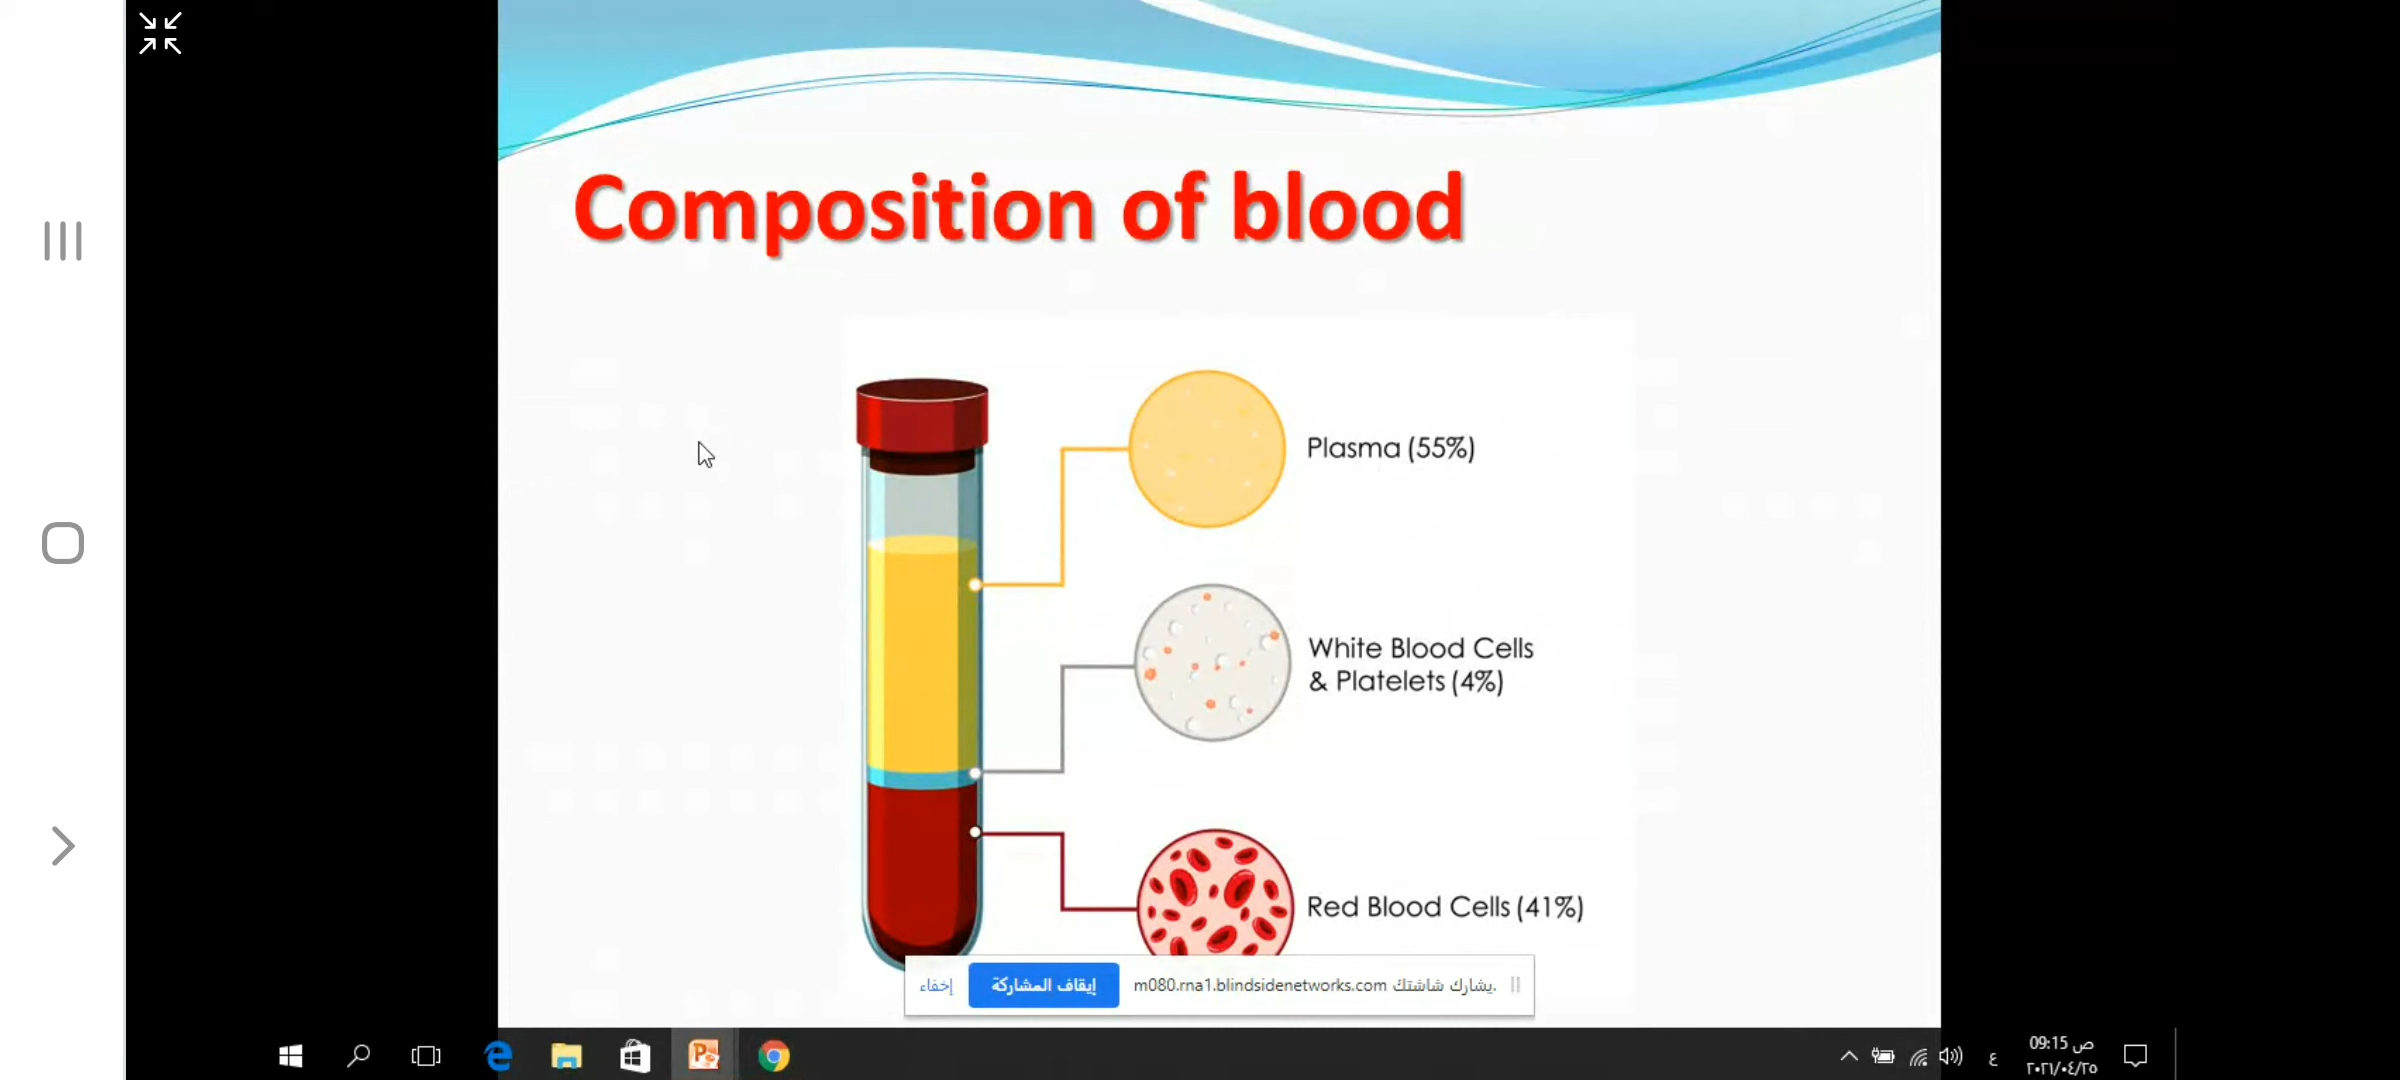 Composition of blood
Plasma (55%)
White Blood Cells
& Platelets (4%)
Red Blood Cells (41%)
يشارك شاشتك m080.rna1.blindsidenetworks.com.
إيقاف المشاركة
إخفاء
ع
09:15 ص
٢٠٢١/٠٤/٢٥